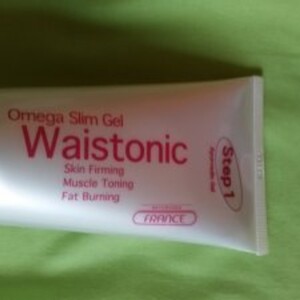 Omega Slim Gel
Waistonic
Skin Firming
Muscle Toning
Fat Burning
FRANCE
Step 1